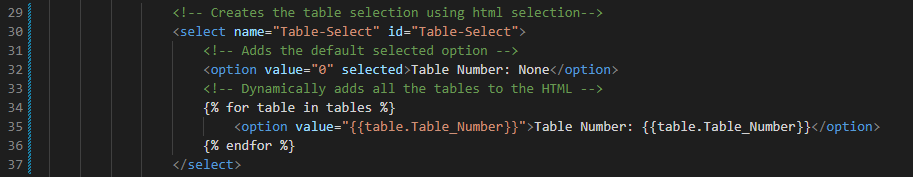 29 <!-- Creates the table selection using html selection-->
30 <select name="Table-Select" id="Table-Select">
31 <!-- Adds the default selected option -->
32 <option value="0" selected>Table Number: None</option>
33 <!-- Dynamically adds all the tables to the HTML -->
34 {% for table in tables %}
35 <option value="{{table.Table_Number}}">Table Number: {{table.Table_Number}}</option>
36 {% endfor %}
37 </select>